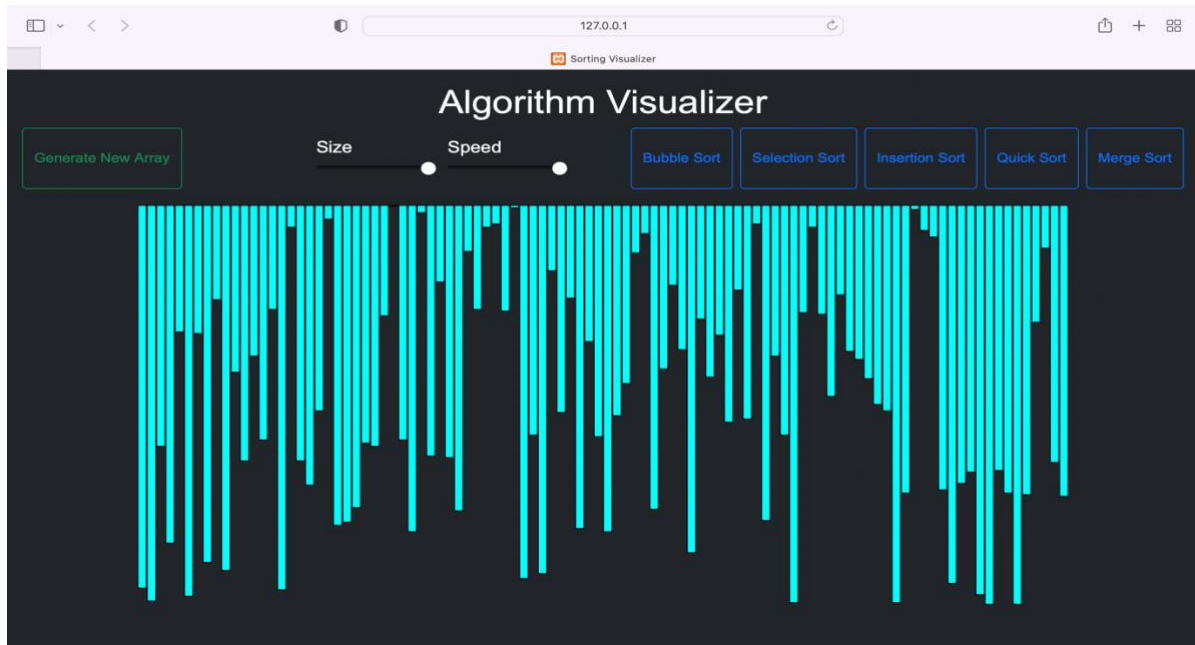 127.0.0.1
Sorting Visualizer
Algorithm Visualizer
Generate New Array
Size
Speed
Bubble Sort
Selection Sort
Insertion Sort
Quick Sort
Merge Sort